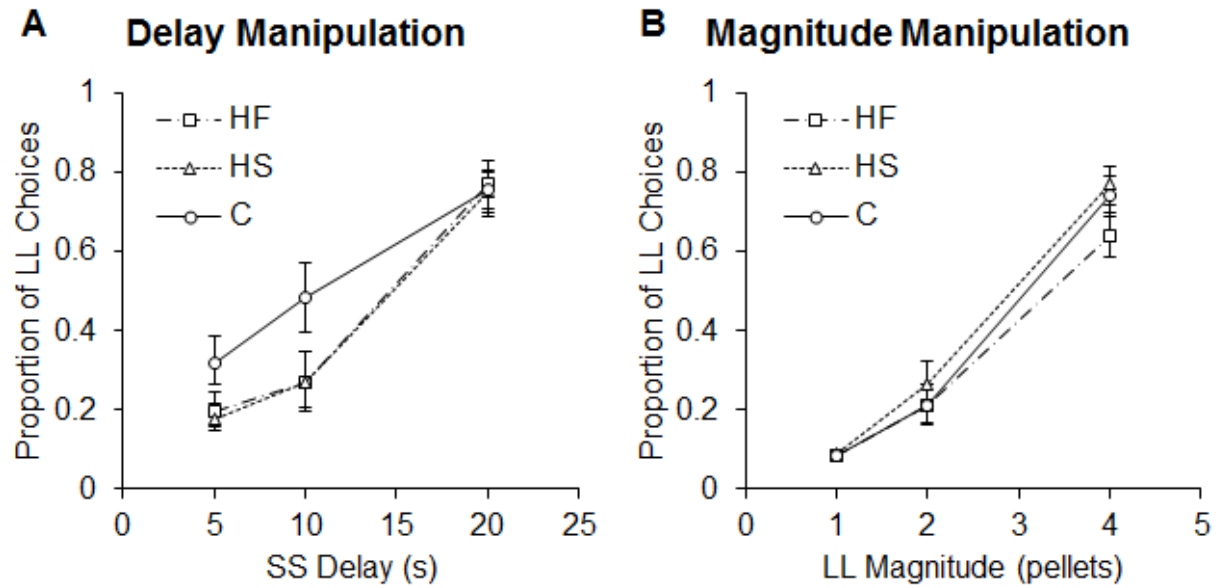 A Delay Manipulation
Proportion of LL Choices
1
0.8
0.6
0.4
0.2
0
HF
HS
C
0 5 10 15 20 25
SS Delay (s)
B Magnitude Manipulation
Proportion of LL Choices
1
0.8
0.6
0.4
0.2
0
HF
HS
C
0 1 2 3 4 5
LL Magnitude (pellets)